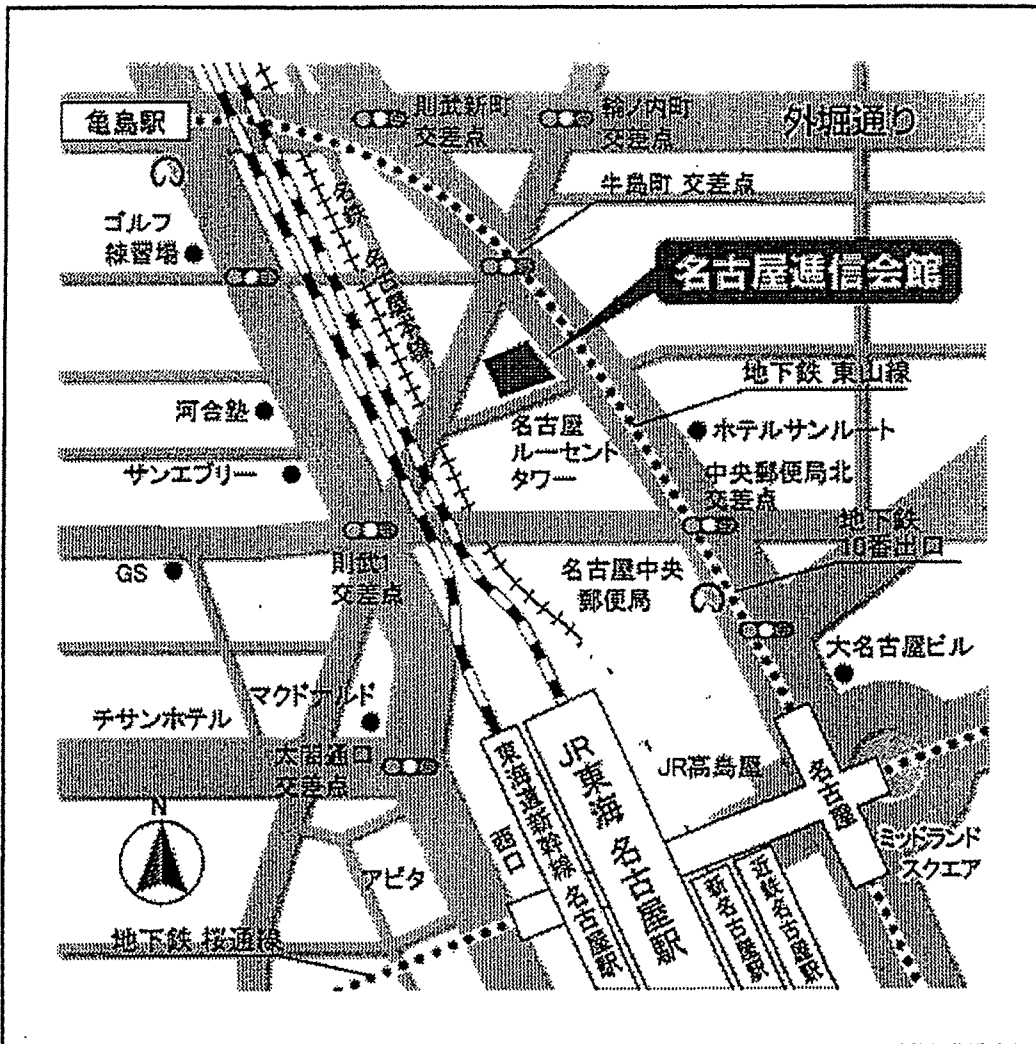 亀島駅
則武新町
交差点
輪ノ内町
交差点
外堀通り
牛島町 交差点
ゴルフ
練習場
名鉄 名古屋本線
名古屋逓信会館
地下鉄 東山線
河合塾
名古屋
ルーセント
タワー
ホテルサンルート
サンエブリー
中央郵便局北
交差点
地下鉄
10番出口
GS
則武1
交差点
名古屋中央
郵便局
大名古屋ビル
マクドナルド
チサンホテル
太閤通口
交差点
N
東海道新幹線 名古屋駅
JR東海 名古屋駅
JR高島屋
名古屋
西口
ミッドランド
スクエア
アピタ
新名古屋駅
近鉄名古屋駅
地下鉄 桜通線